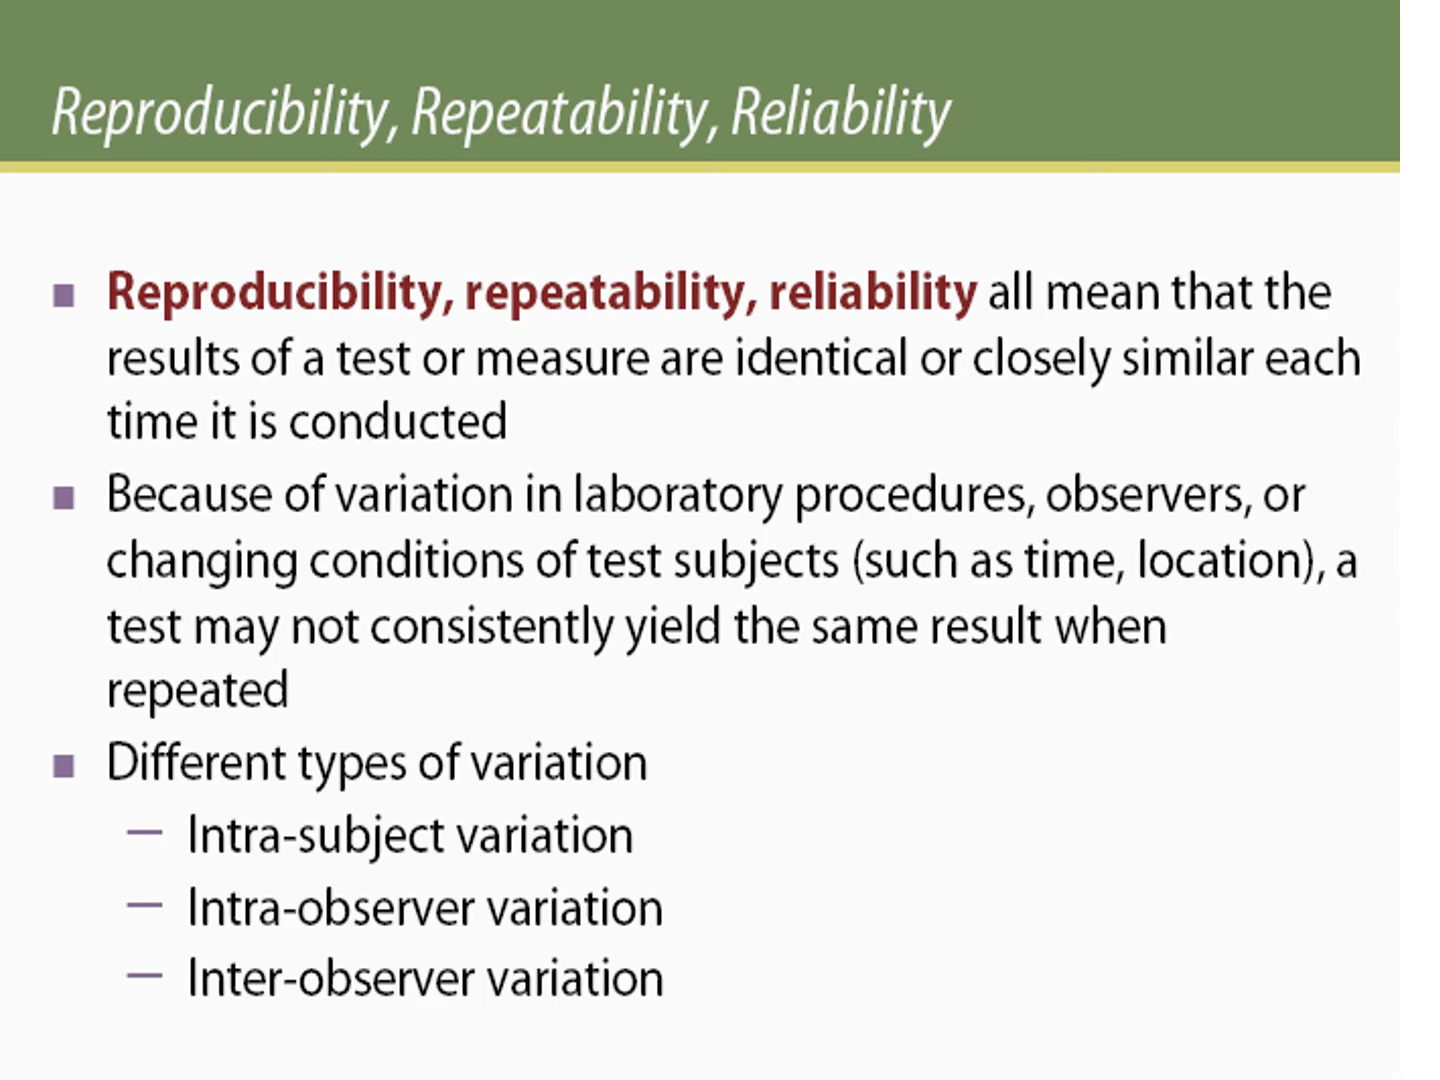 Reproducibility, Repeatability, Reliability
Reproducibility, repeatability, reliability all mean that the
results of a test or measure are identical or closely similar each
time it is conducted
Because of variation in laboratory procedures, observers, or
changing conditions of test subjects (such as time, location), a
test may not consistently yield the same result when
repeated
Different types of variation
— Intra-subject variation
— Intra-observer variation
— Inter-observer variation